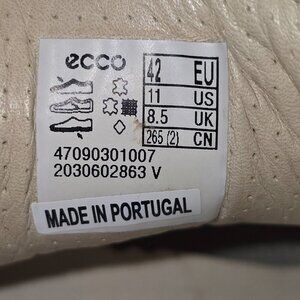 ecco
42 EU
11 US
8.5 UK
265 (2) CN
47090301007
2030602863 V
MADE IN PORTUGAL